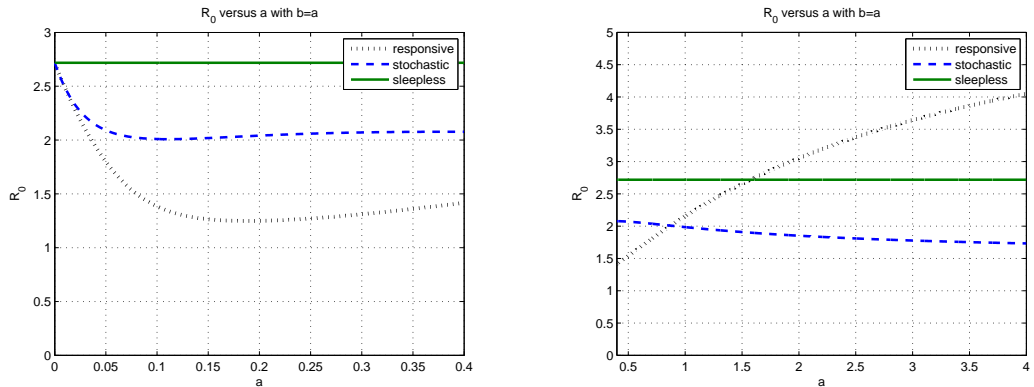 R_0 versus a with b=a
3
2.5
2
1.5
1
0.5
0
R_0
0 0.05 0.1 0.15 0.2 0.25 0.3 0.35 0.4
a
responsive
stochastic
sleepless
R_0 versus a with b=a
5
4.5
4
3.5
3
2.5
2
1.5
1
0.5
0
R_0
0.5 1 1.5 2 2.5 3 3.5 4
a
responsive
stochastic
sleepless